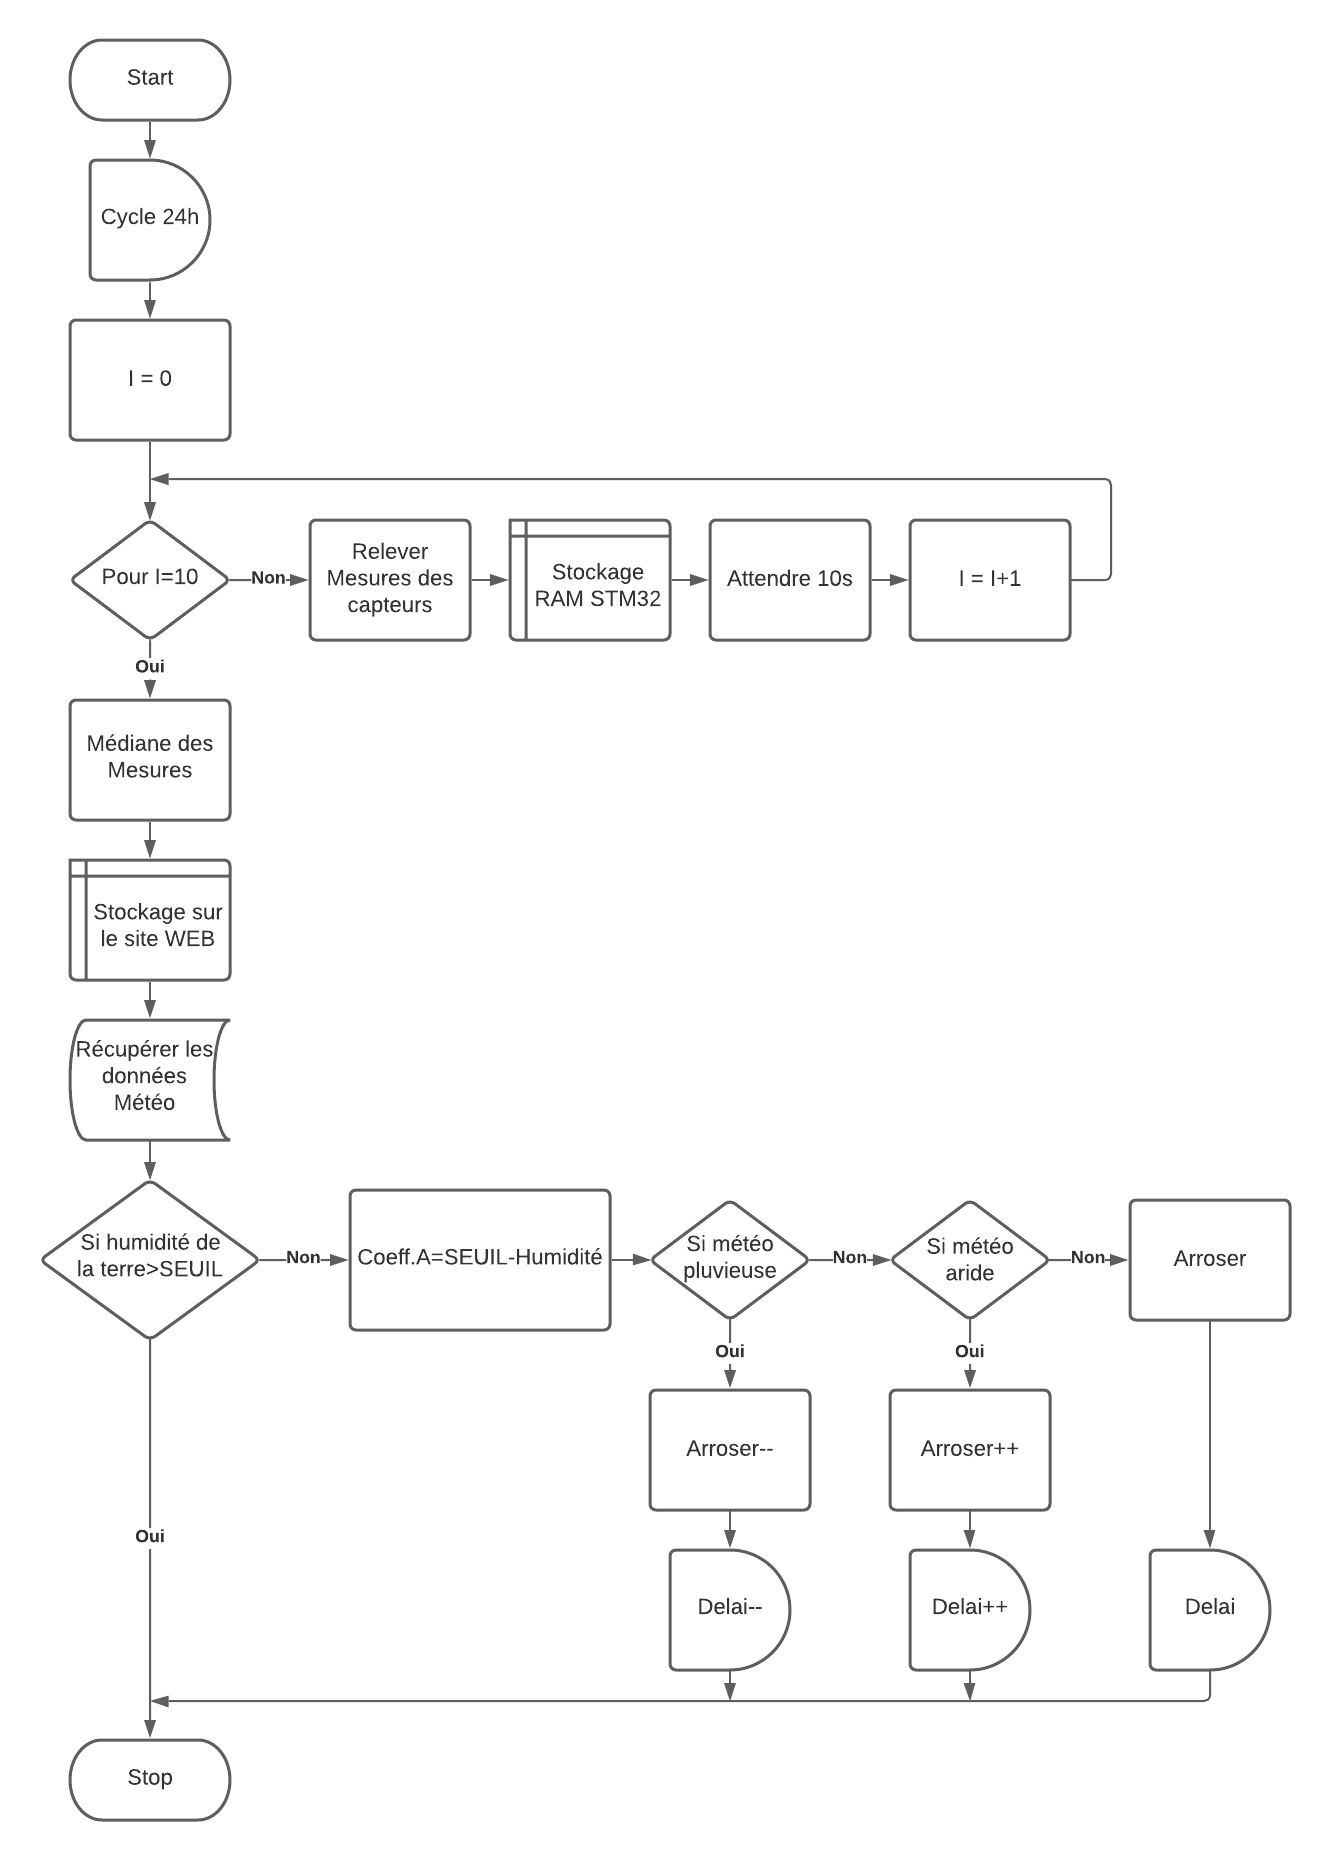 Start
Cycle 24h
I = 0
Pour I=10
Non
Relever
Mesures des
capteurs
Stockage
RAM STM32
Attendre 10s
I = I+1
Oui
Médiane des
Mesures
Stockage sur
le site WEB
Récupérer les
données
Météo
Si humidité de
la terre>SEUIL
Non
Coeff.A=SEUIL-Humidité
Si météo
pluvieuse
Non
Si météo
aride
Non
Arroser
Oui
Oui
Arroser--
Arroser++
Oui
Delai--
Delai++
Delai
Stop